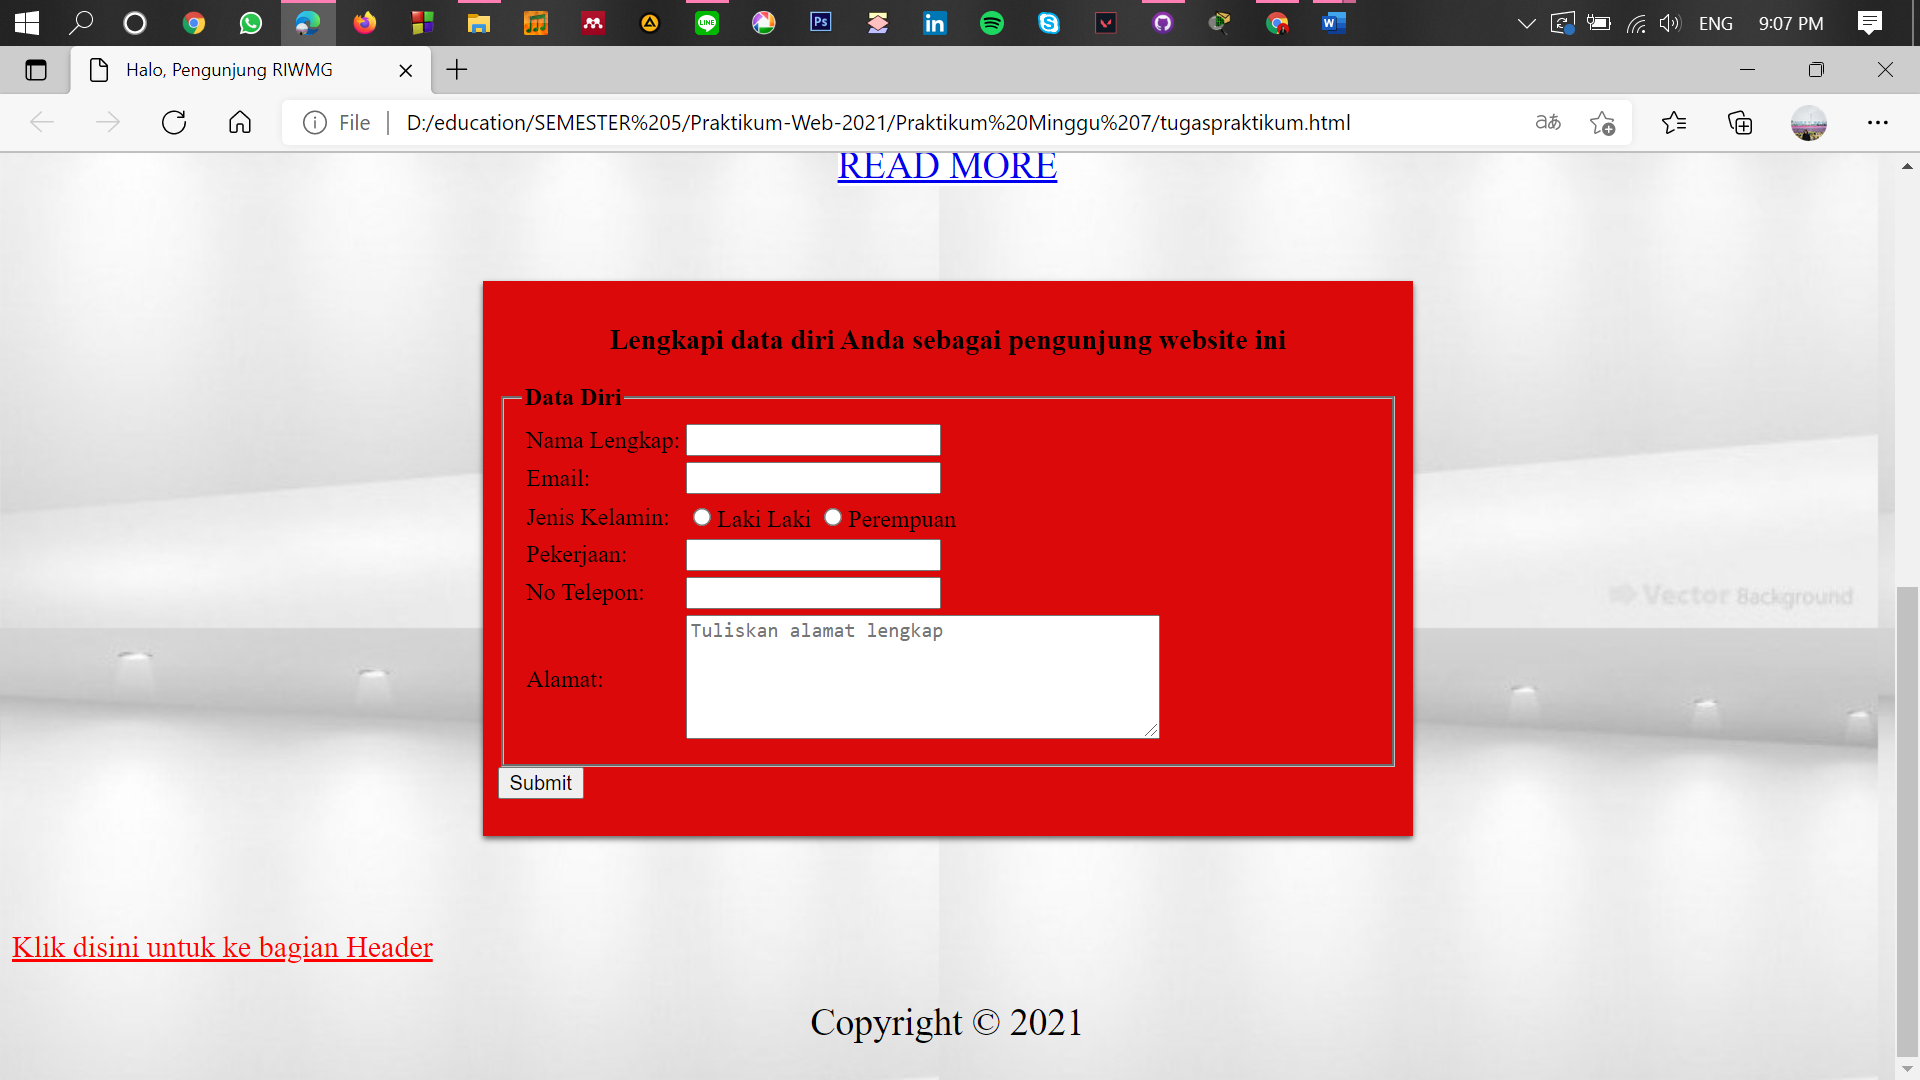 ENG
9:07 PM
Halo, Pengunjung RIWMG
File
D:/education/SEMESTER%205/Praktikum-Web-2021/Praktikum%20Minggu%207/tugaspraktikum.html
READ MORE
Lengkapi data diri Anda sebagai pengunjung website ini
Data Diri
Nama Lengkap:
Email:
Jenis Kelamin: Laki Laki Perempuan
Pekerjaan:
No Telepon:
Tuliskan alamat lengkap
Alamat:
Submit
Vector Background
Klik disini untuk ke bagian Header
Copyright © 2021